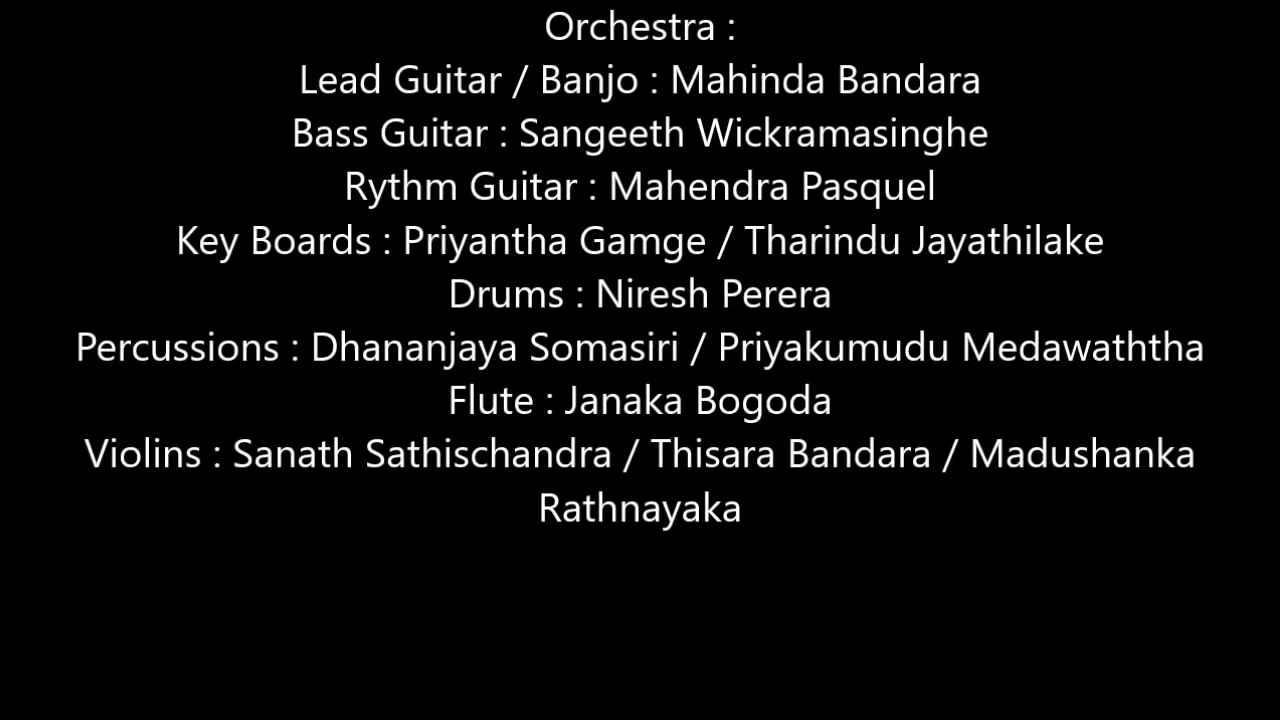 Orchestra :
Lead Guitar / Banjo : Mahinda Bandara
Bass Guitar : Sangeeth Wickramasinghe
Rythm Guitar : Mahendra Pasquel
Key Boards : Priyantha Gamge / Tharindu Jayathilake
Drums : Niresh Perera
Percussions : Dhananjaya Somasiri / Priyakumudu Medawaththa
Flute : Janaka Bogoda
Violins : Sanath Sathischandra / Thisara Bandara / Madushanka
Rathnayaka